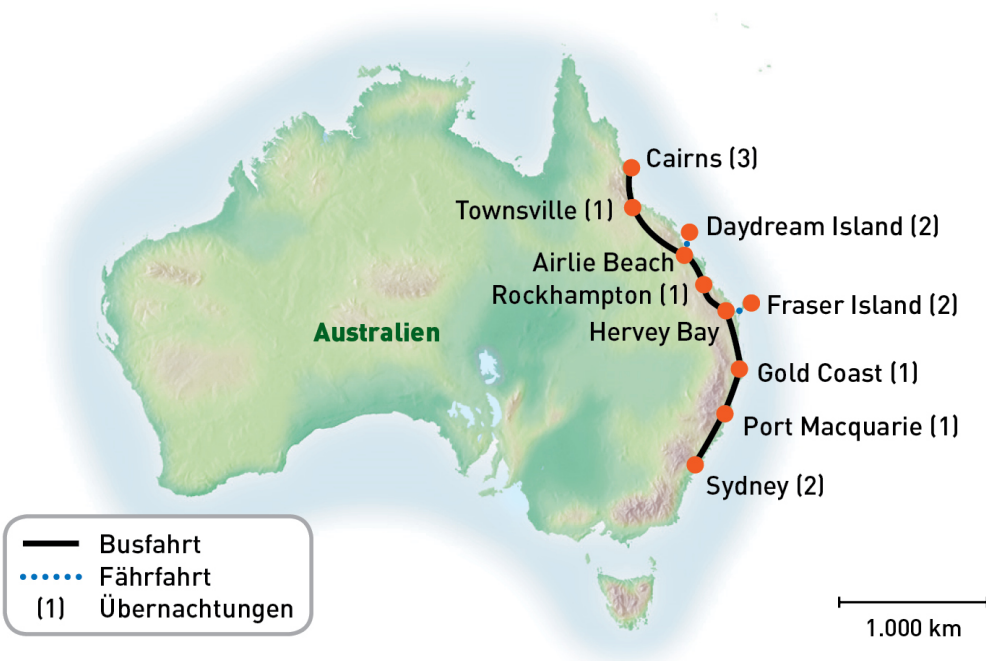 Cairns (3)
Townsville (1)
Daydream Island (2)
Airlie Beach
Rockhampton (1)
Fraser Island (2)
Hervey Bay
Australien
Gold Coast (1)
Port Macquarie (1)
Sydney (2)
Busfahrt
Fährfahrt
(1) Übernachtungen
1.000 km